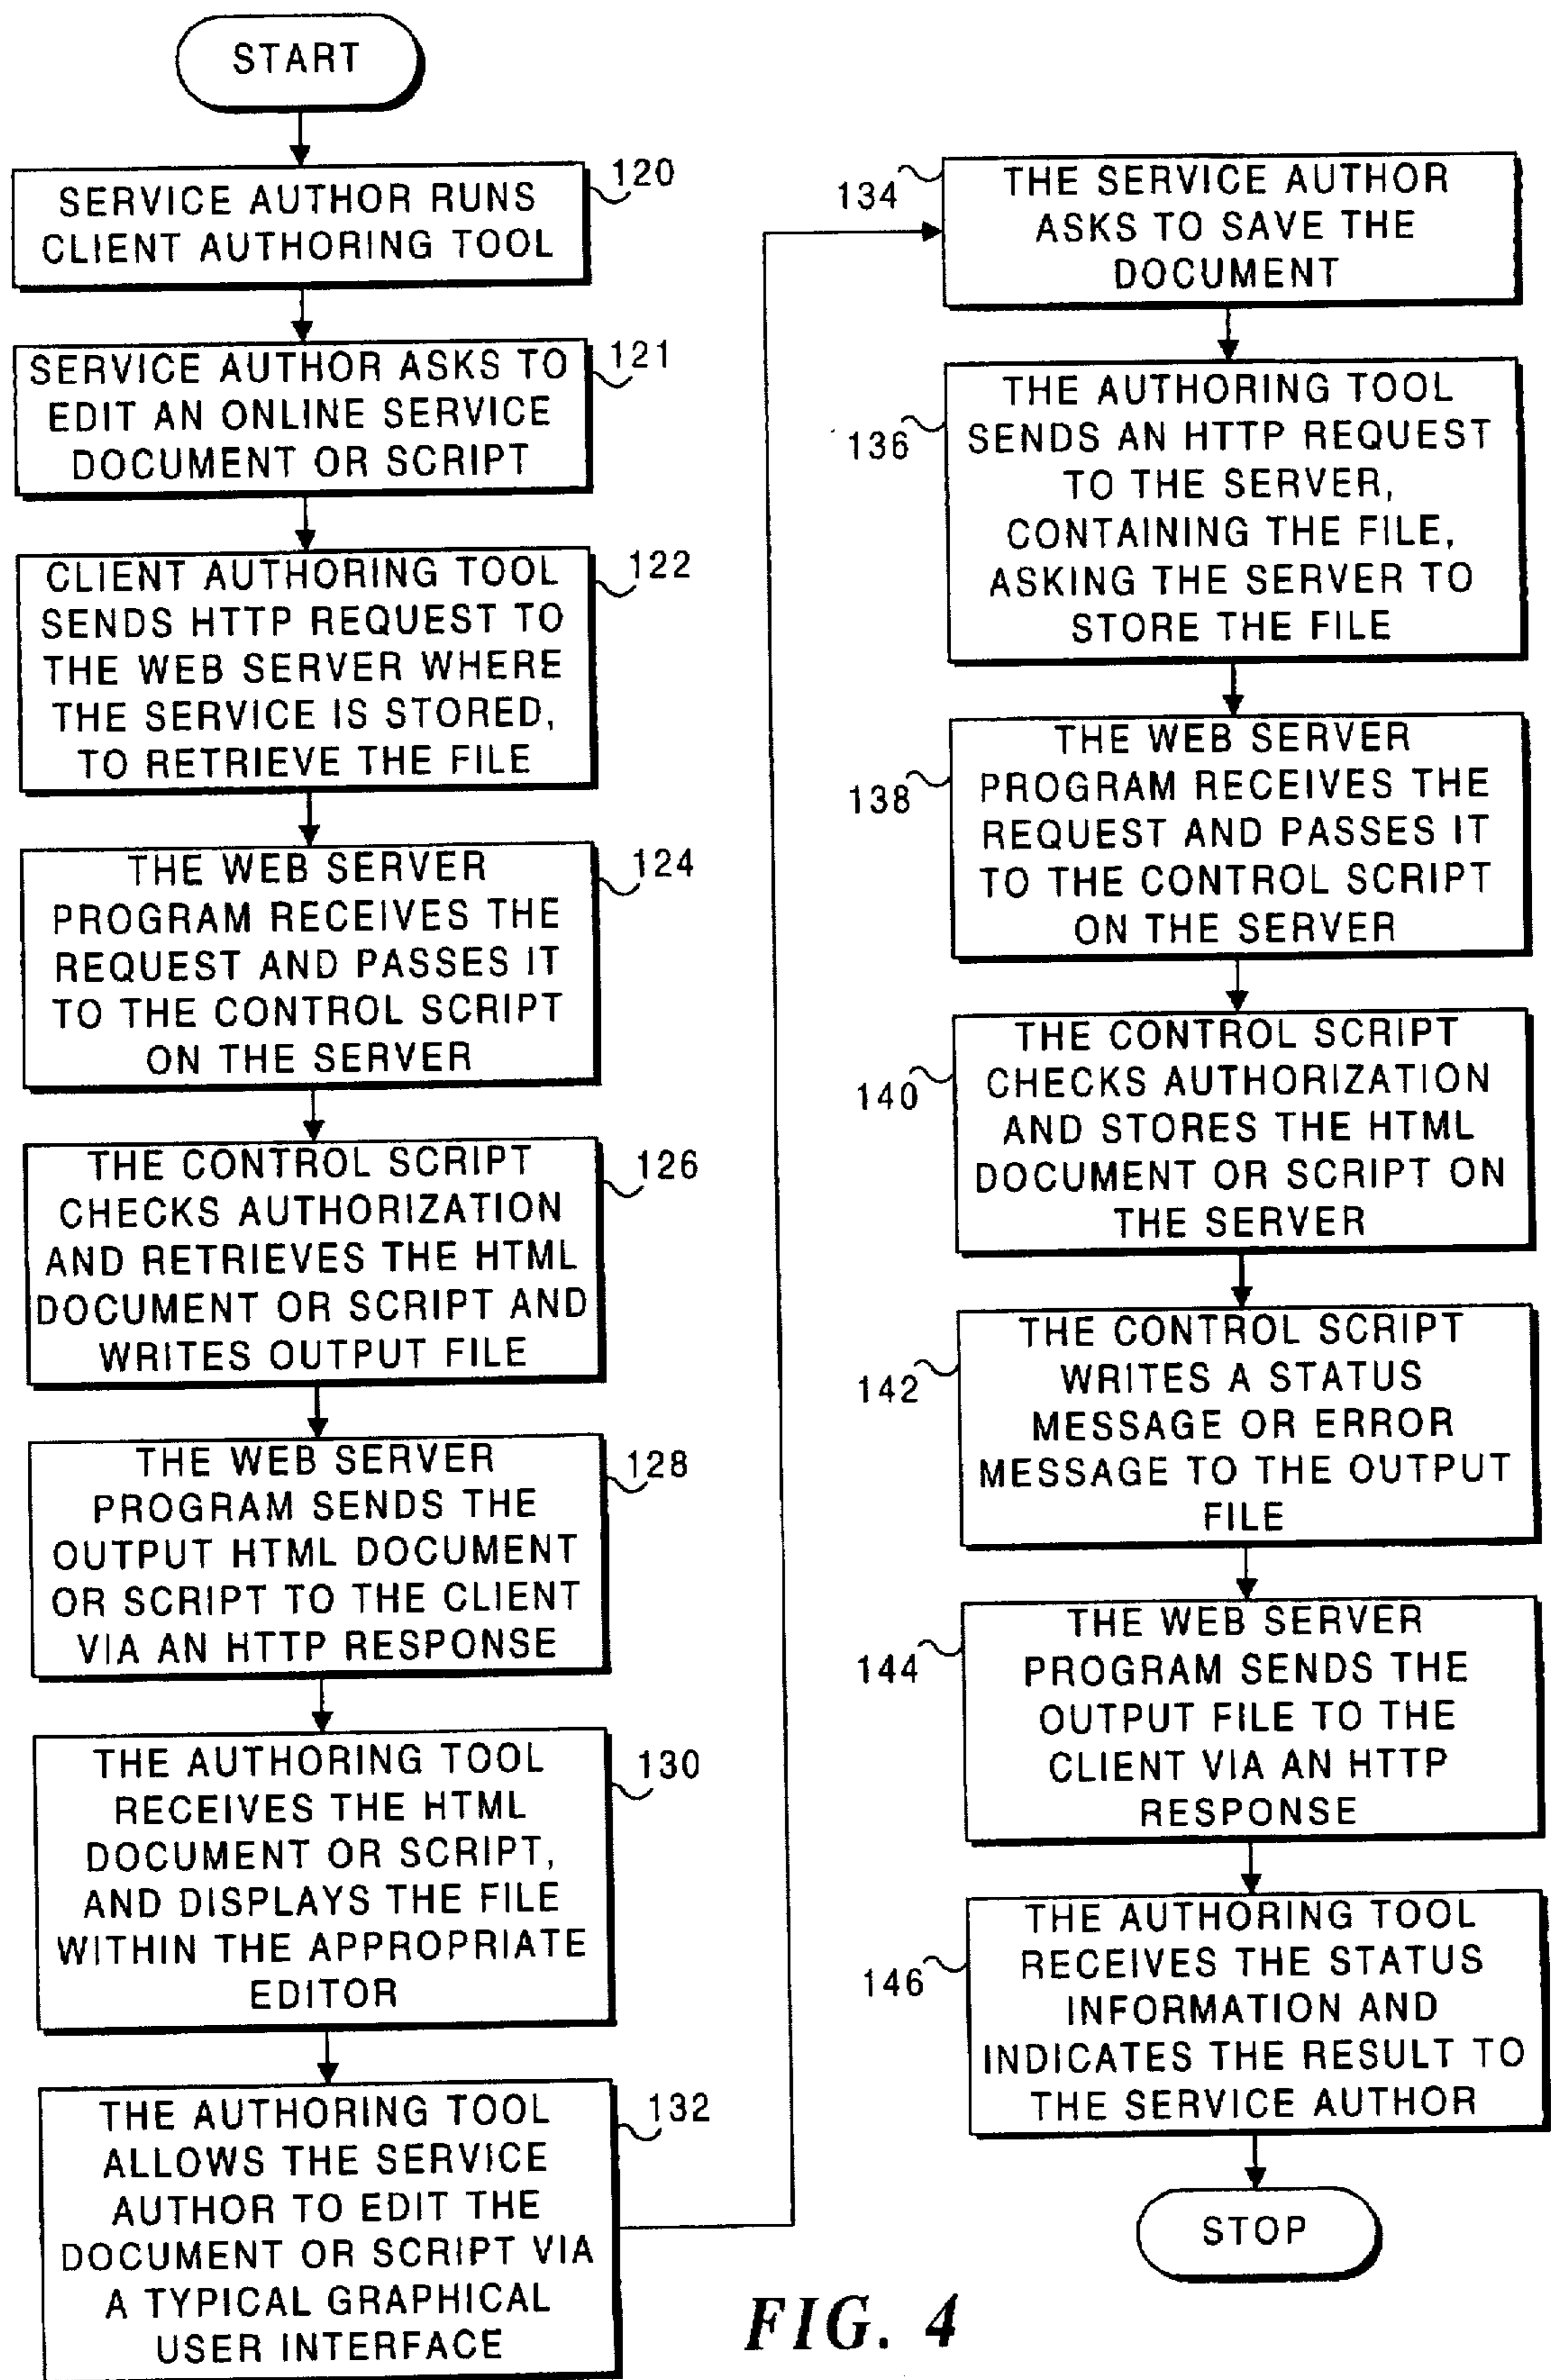 START
SERVICE AUTHOR RUNS
CLIENT AUTHORING TOOL
120
SERVICE AUTHOR ASKS TO
EDIT AN ONLINE SERVICE
DOCUMENT OR SCRIPT
121
CLIENT AUTHORING TOOL
SENDS HTTP REQUEST TO
THE WEB SERVER WHERE
THE SERVICE IS STORED,
TO RETRIEVE THE FILE
122
THE WEB SERVER
PROGRAM RECEIVES THE
REQUEST AND PASSES IT
TO THE CONTROL SCRIPT
ON THE SERVER
124
THE CONTROL SCRIPT
CHECKS AUTHORIZATION
AND RETRIEVES THE HTML
DOCUMENT OR SCRIPT AND
WRITES OUTPUT FILE
126
THE WEB SERVER
PROGRAM SENDS THE
OUTPUT HTML DOCUMENT
OR SCRIPT TO THE CLIENT
VIA AN HTTP RESPONSE
128
THE AUTHORING TOOL
RECEIVES THE HTML
DOCUMENT OR SCRIPT,
AND DISPLAYS THE FILE
WITHIN THE APPROPRIATE
EDITOR
130
THE AUTHORING TOOL
ALLOWS THE SERVICE
AUTHOR TO EDIT THE
DOCUMENT OR SCRIPT VIA
A TYPICAL GRAPHICAL
USER INTERFACE
132
134
THE SERVICE AUTHOR
ASKS TO SAVE THE
DOCUMENT
136
THE AUTHORING TOOL
SENDS AN HTTP REQUEST
TO THE SERVER,
CONTAINING THE FILE,
ASKING THE SERVER TO
STORE THE FILE
138
THE WEB SERVER
PROGRAM RECEIVES THE
REQUEST AND PASSES IT
TO THE CONTROL SCRIPT
ON THE SERVER
140
THE CONTROL SCRIPT
CHECKS AUTHORIZATION
AND STORES THE HTML
DOCUMENT OR SCRIPT ON
THE SERVER
142
THE CONTROL SCRIPT
WRITES A STATUS
MESSAGE OR ERROR
MESSAGE TO THE OUTPUT
FILE
144
THE WEB SERVER
PROGRAM SENDS THE
OUTPUT FILE TO THE
CLIENT VIA AN HTTP
RESPONSE
146
THE AUTHORING TOOL
RECEIVES THE STATUS
INFORMATION AND
INDICATES THE RESULT TO
THE SERVICE AUTHOR
STOP
FIG. 4